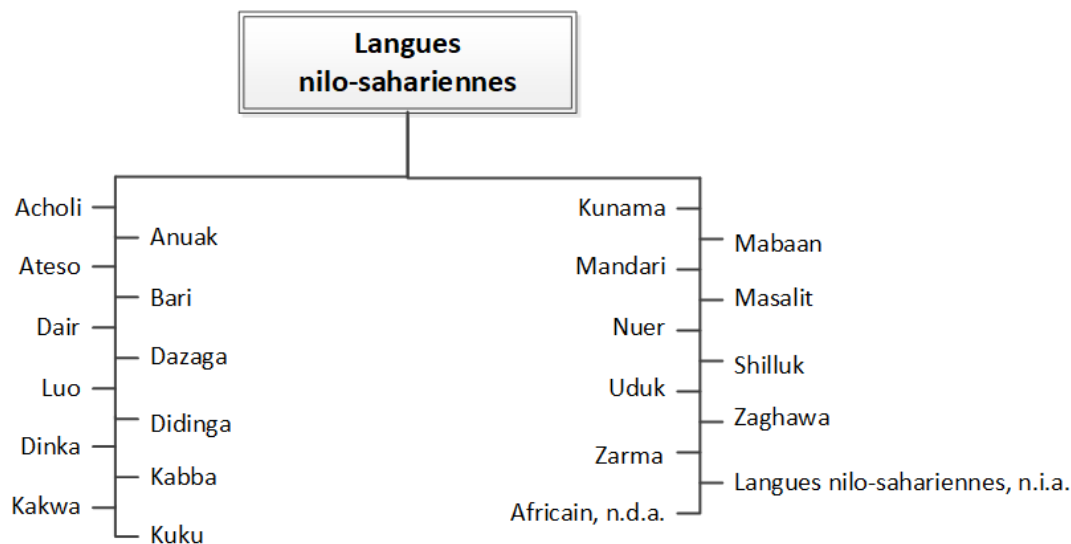 Langues
nilo-sahariennes
Acholi
Anuak
Ateso
Bari
Dair
Dazaga
Luo
Didinga
Dinka
Kabba
Kakwa
Kuku
Kunama
Mabaan
Mandari
Masalit
Nuer
Shilluk
Uduk
Zaghawa
Zarma
Langues nilo-sahariennes, n.i.a.
Africain, n.d.a.